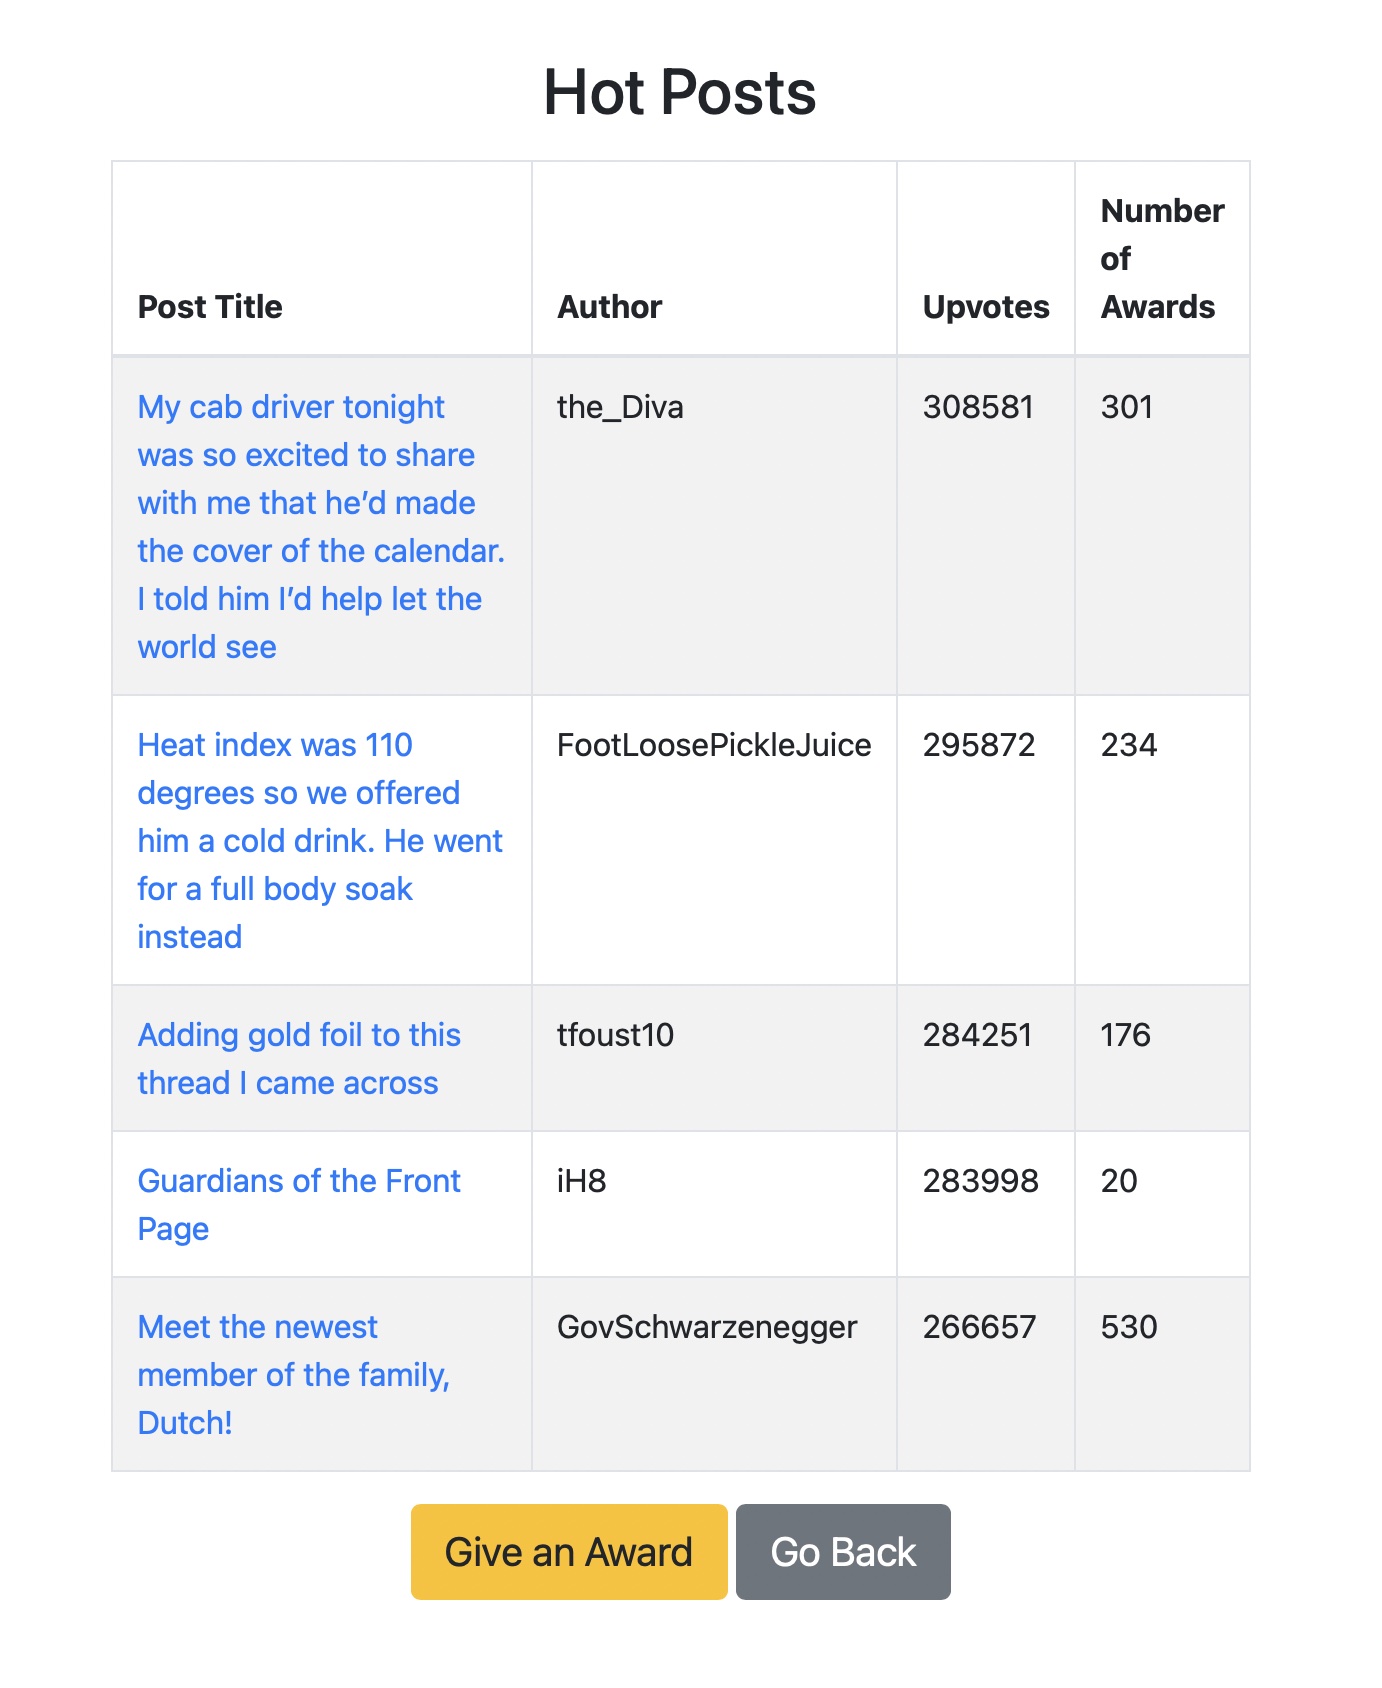 Hot Posts
Post Title Author Upvotes Number of Awards
My cab driver tonight the_Diva 308581 301
was so excited to share
with me that he’d made
the cover of the calendar.
I told him I’d help let the
world see
Heat index was 110 FootLoosePickleJuice 295872 234
degrees so we offered
him a cold drink. He went
for a full body soak
instead
Adding gold foil to this tfoust10 284251 176
thread I came across
Guardians of the Front iH8 283998 20
Page
Meet the newest GovSchwarzenegger 266657 530
member of the family,
Dutch!
Give an Award Go Back